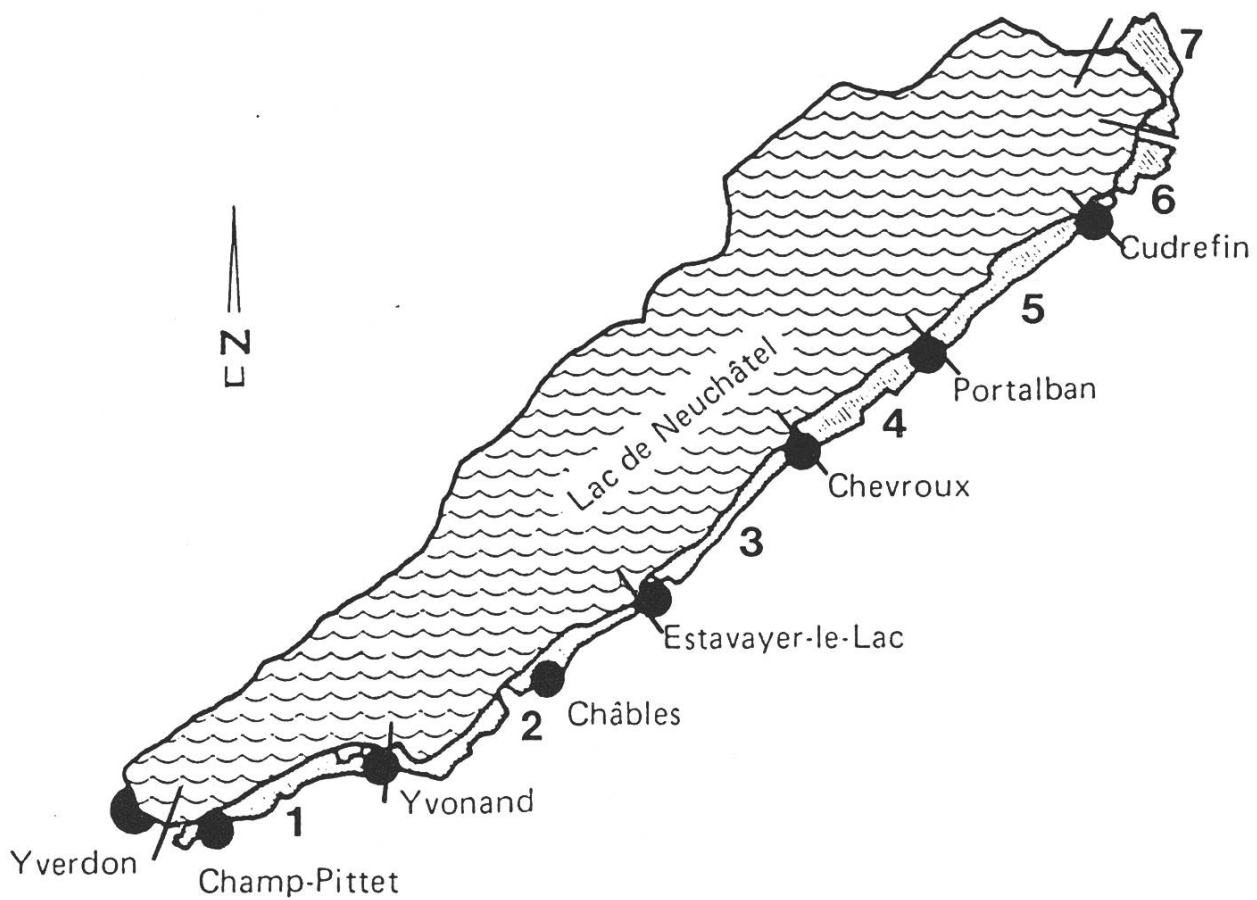 7
6
Cudrefin
5
N
Portalban
Lac de Neuchâtel
4
Chevroux
3
Estavayer-le-Lac
Châbles
2
Yvonand
1
Yverdon
Champ-Pittet